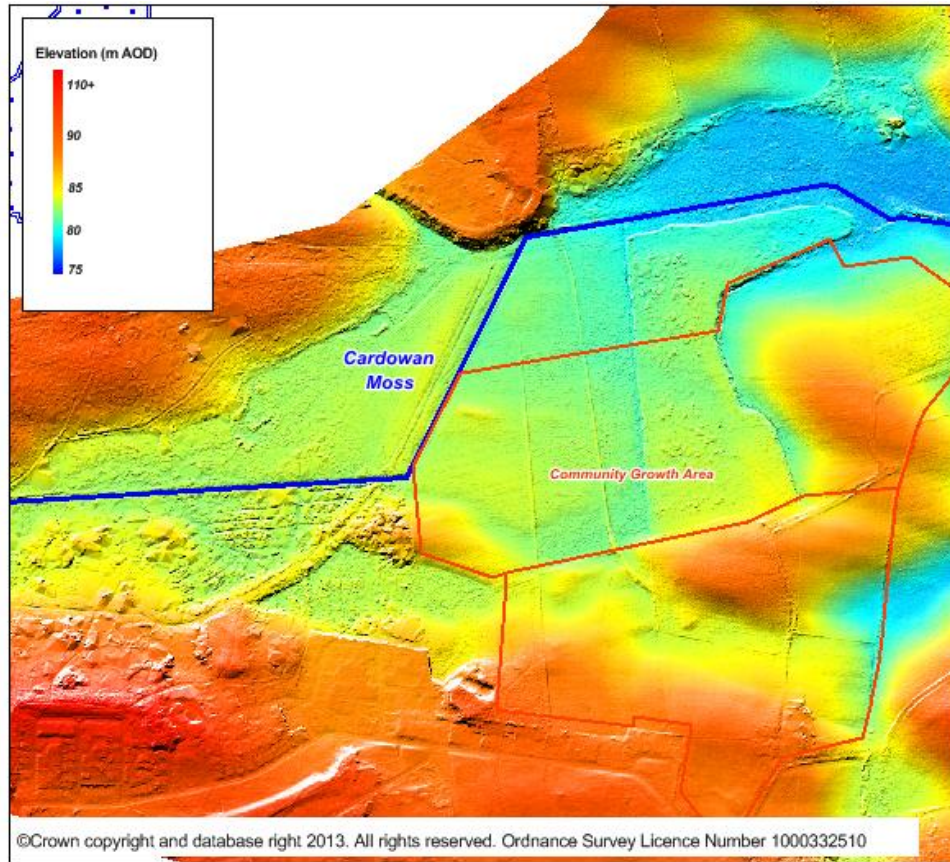 Elevation (m AOD)
110+
90
85
80
75
Cardowan
Moss
Community Growth Area
©Crown copyright and database right 2013. All rights reserved. Ordnance Survey Licence Number 1000332510